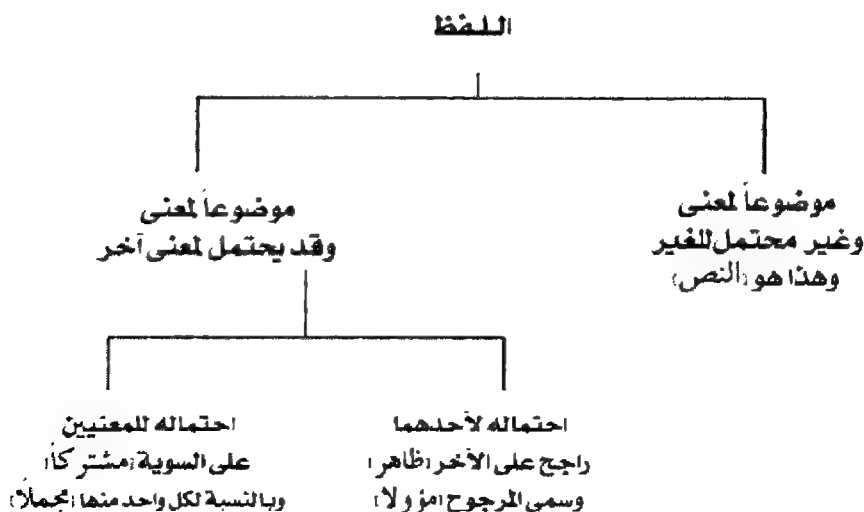 اللفظ
موضوعاً لمعنى
وغير محتمل للغير
وهذا هو (النص)
موضوعاً لمعنى
وقد يحتمل لمعنى آخر
احتماله لأحدهما
راجح على الآخر (ظاهر)
وسمى المرجوح (مؤولا)
احتماله للمعنيين
على السوية (مشتركاً)
وبالنسبة لكل واحد منها (مجملاً)